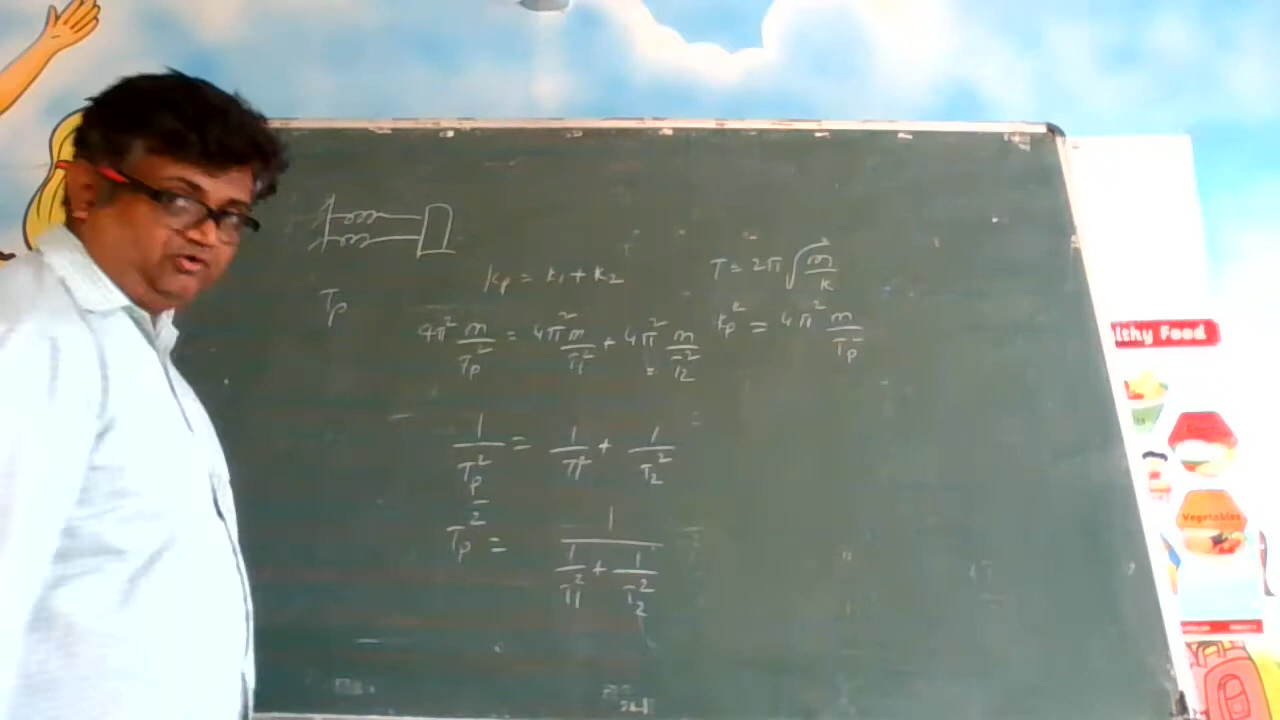 kp = k₁ + k₂
T = 2π √(m/k)
Tp
4π² m/Tp² = 4π² m/T1² + 4π² m/T2²
kp = 4π² m/Tp²
1/Tp² = 1/T1² + 1/T2²
Tp² = 1/(1/T1² + 1/T2²)
lthy Food
Vegetables